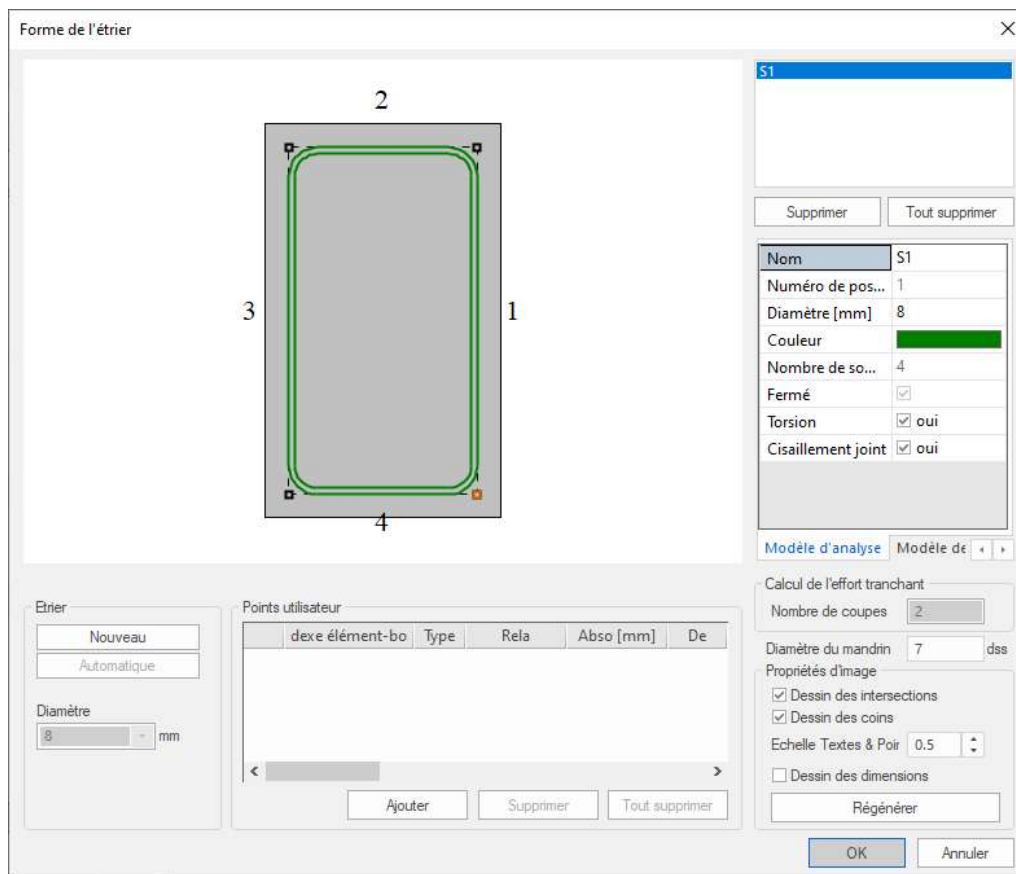 Forme de l'étrier
2
3
1
4
S1
Supprimer
Tout supprimer
Nom
S1
Numéro de pos...
1
Diamètre [mm]
8
Couleur
Nombre de so...
4
Fermé
Torsion
oui
Cisaillement joint
oui
Modèle d'analyse
Modèle de
Etrier
Nouveau
Automatique
Diamètre
8
mm
Points utilisateur
dexe élément-bo
Type
Rela
Abso [mm]
De
Ajouter
Supprimer
Tout supprimer
Calcul de l'effort tranchant
Nombre de coupes
2
Diamètre du mandrin
7
dss
Propriétés d'image
Dessin des intersections
Dessin des coins
Echelle Textes & Poir
0.5
Dessin des dimensions
Régénérer
OK
Annuler